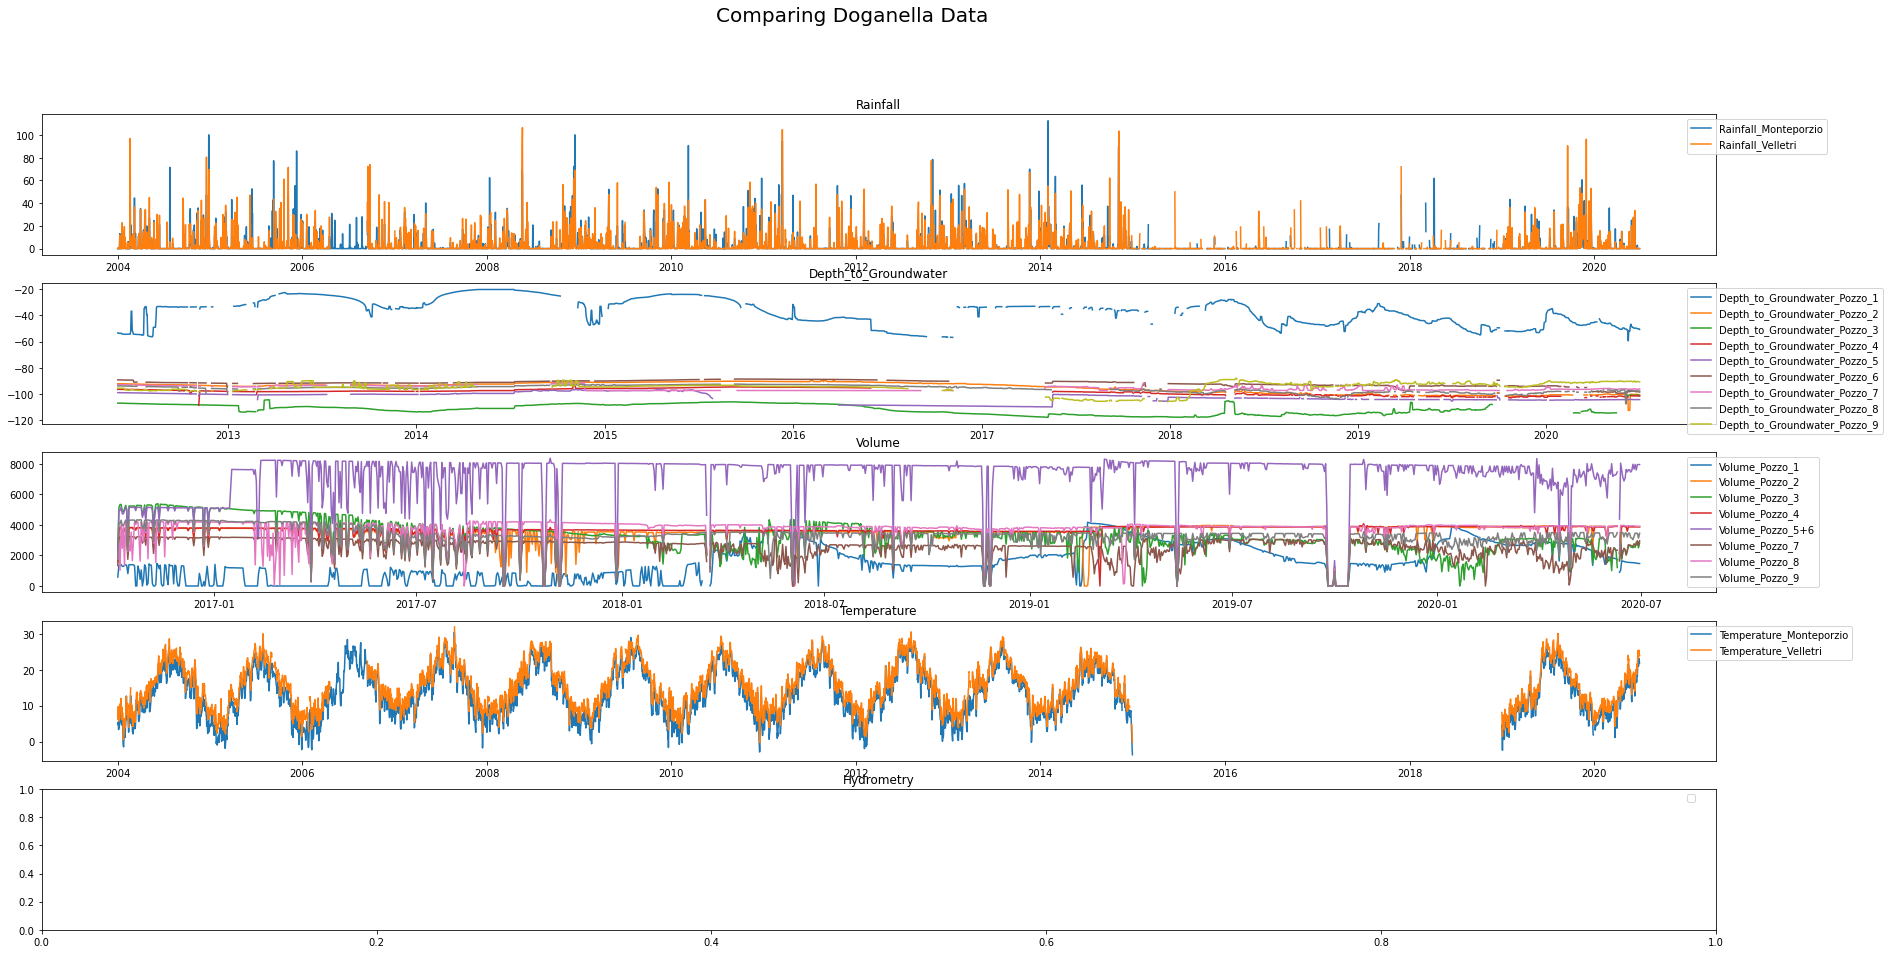 Comparing Doganella Data
Rainfall
100
80
60
40
20
0
2004 2006 2008 2010 2012 2014 2016 2018 2020
Rainfall_Monteporzio
Rainfall_Velletri
Depth_to_Groundwater
−20
−40
−60
−80
−100
−120
2013 2014 2015 2016 2017 2018 2019 2020
Depth_to_Groundwater_Pozzo_1
Depth_to_Groundwater_Pozzo_2
Depth_to_Groundwater_Pozzo_3
Depth_to_Groundwater_Pozzo_4
Depth_to_Groundwater_Pozzo_5
Depth_to_Groundwater_Pozzo_6
Depth_to_Groundwater_Pozzo_7
Depth_to_Groundwater_Pozzo_8
Depth_to_Groundwater_Pozzo_9
Volume
8000
6000
4000
2000
0
2017-01 2017-07 2018-01 2018-07 2019-01 2019-07 2020-01 2020-07
Volume_Pozzo_1
Volume_Pozzo_2
Volume_Pozzo_3
Volume_Pozzo_4
Volume_Pozzo_5+6
Volume_Pozzo_7
Volume_Pozzo_8
Volume_Pozzo_9
Temperature
30
20
10
0
2004 2006 2008 2010 2012 2014 2016 2018 2020
Temperature_Monteporzio
Temperature_Velletri
Hydrometry
1.0
0.8
0.6
0.4
0.2
0.0
0.0 0.2 0.4 0.6 0.8 1.0